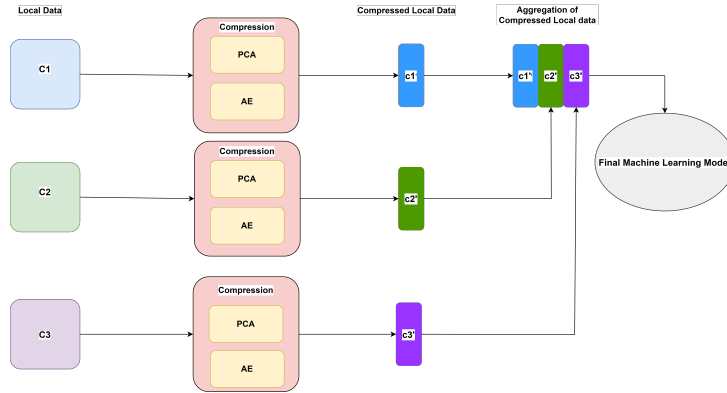 Local Data
Compressed Local Data
Aggregation of
Compressed Local data
Compression
PCA
AE
C1
c1'
c1'
c2'
c3'
Compression
PCA
AE
C2
c2'
Final Machine Learning Mode
Compression
PCA
AE
C3
c3'